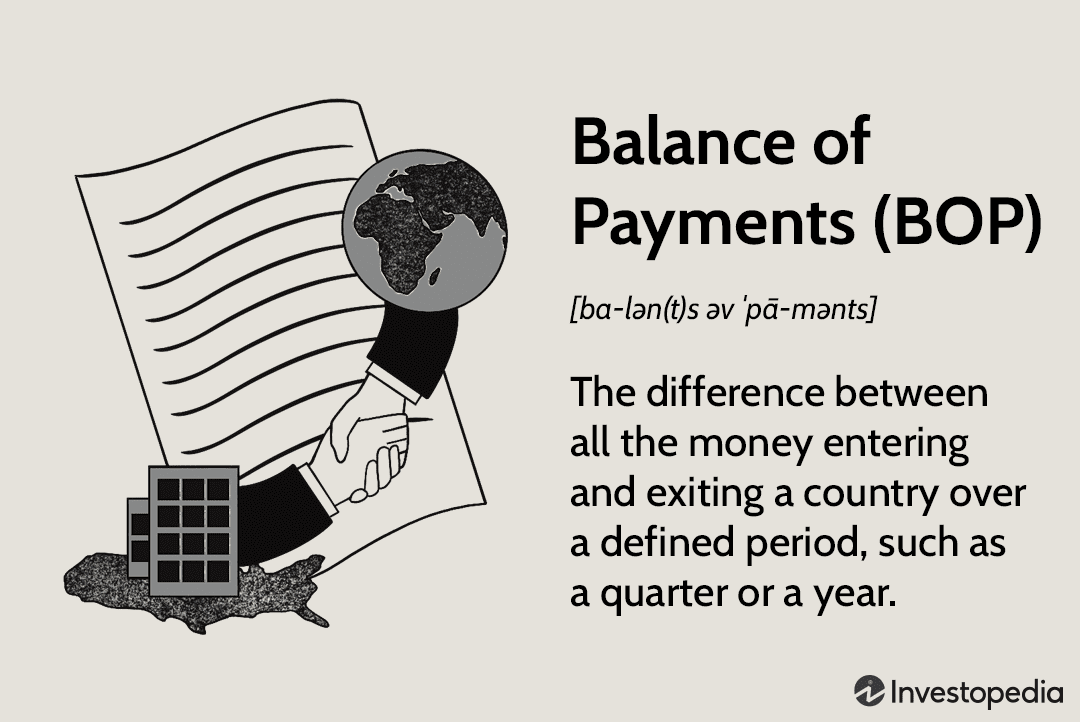 Balance of
Payments (BOP)
[bɑ-lən(t)s əv ˈpā-mənts]
The difference between
all the money entering
and exiting a country over
a defined period, such as
a quarter or a year.
Investopedia